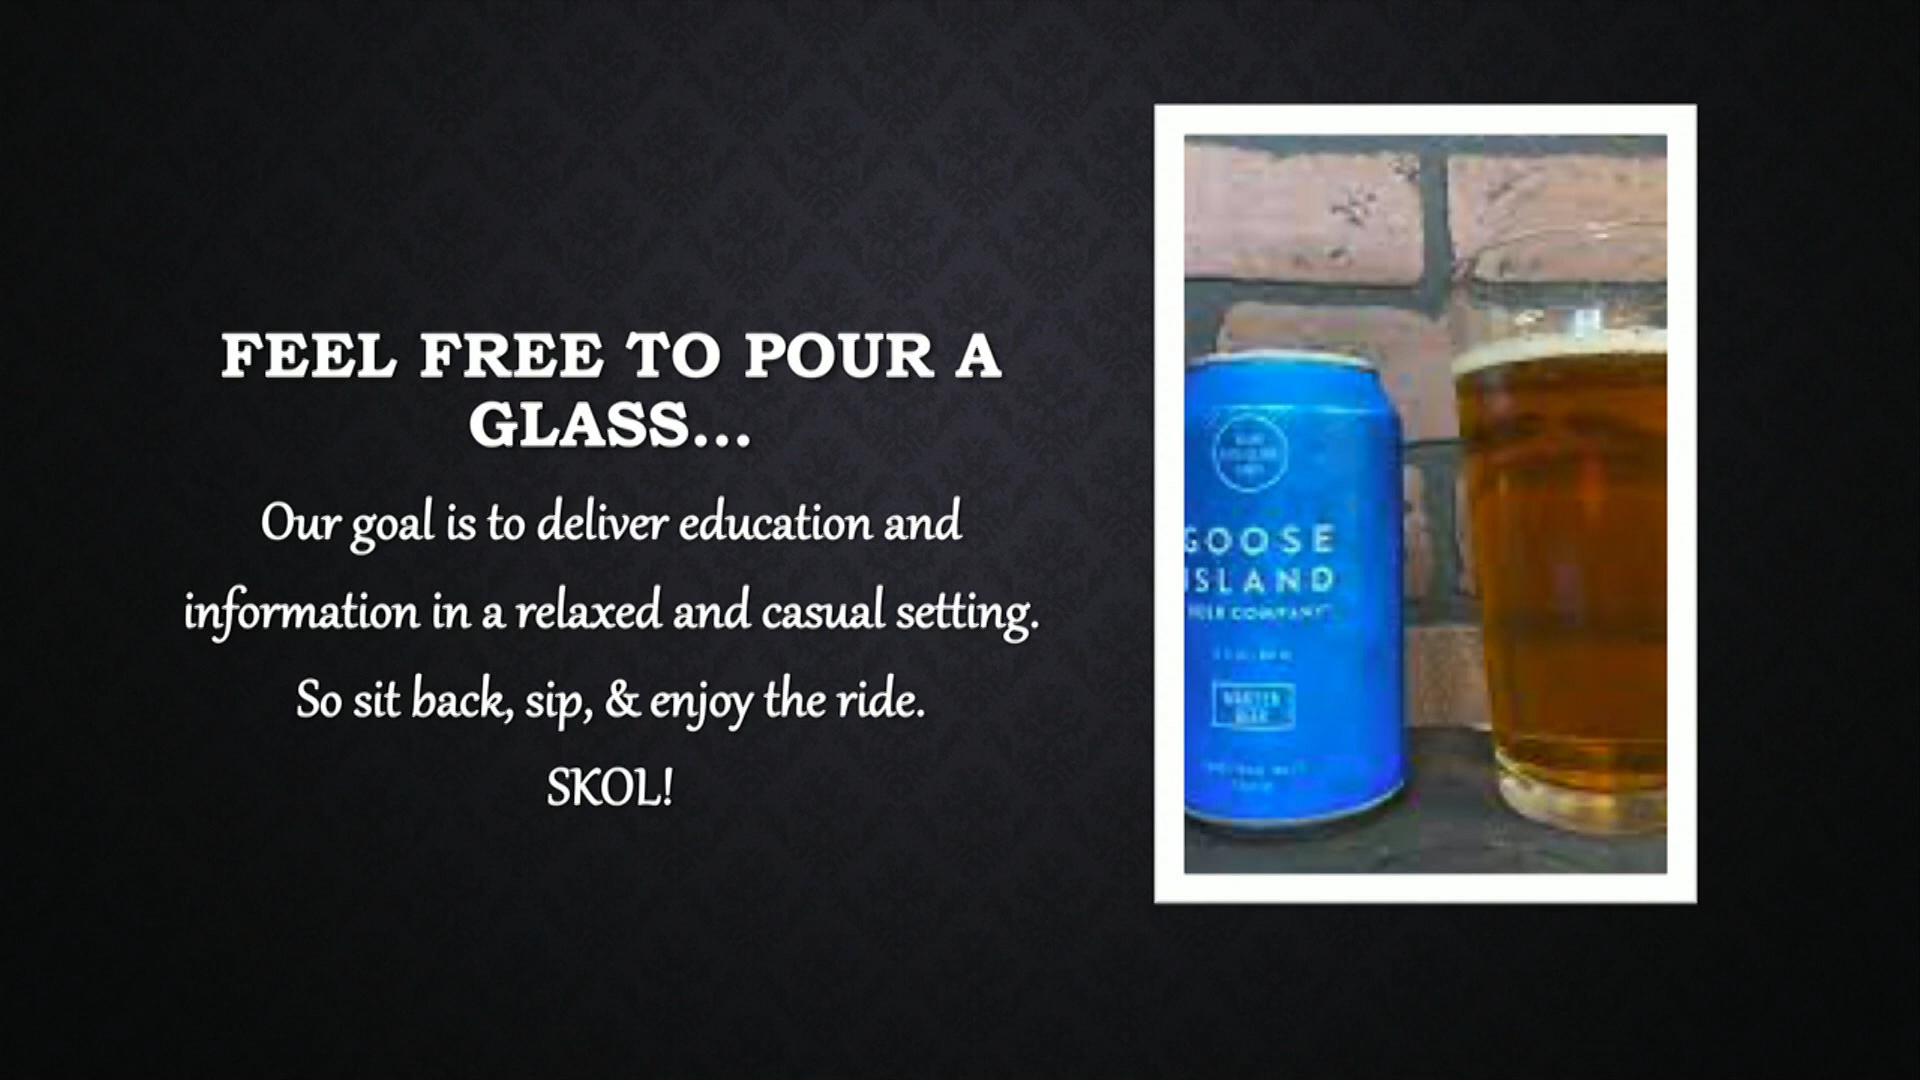 FEEL FREE TO POUR A
GLASS...
Our goal is to deliver education and
information in a relaxed and casual setting.
So sit back, sip, & enjoy the ride.
SKOL!
GOOSE
ISLAND
BEER COMPANY